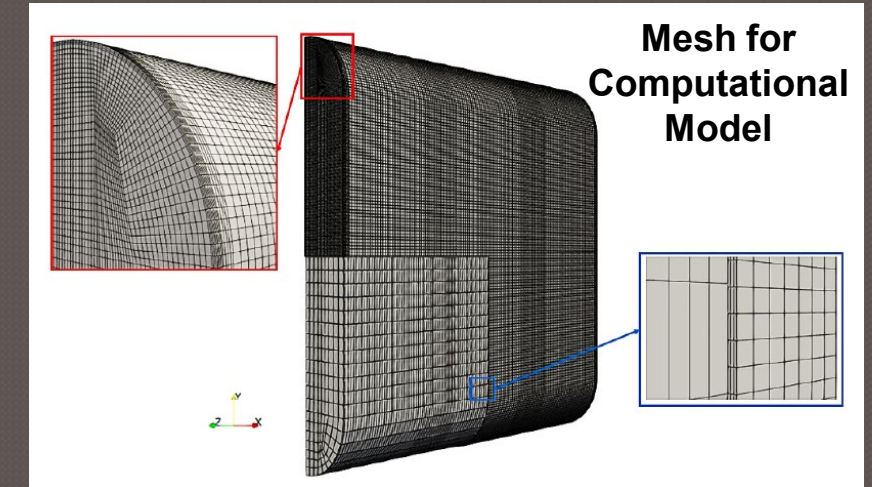 Mesh for
Computational
Model
Y
Z
X